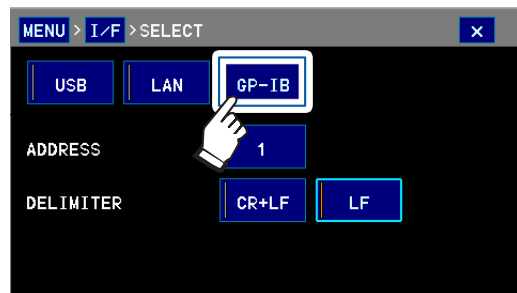 MENU > I/F >SELECT x
USB LAN GP-IB
ADDRESS 1
DELIMITER CR+LF LF